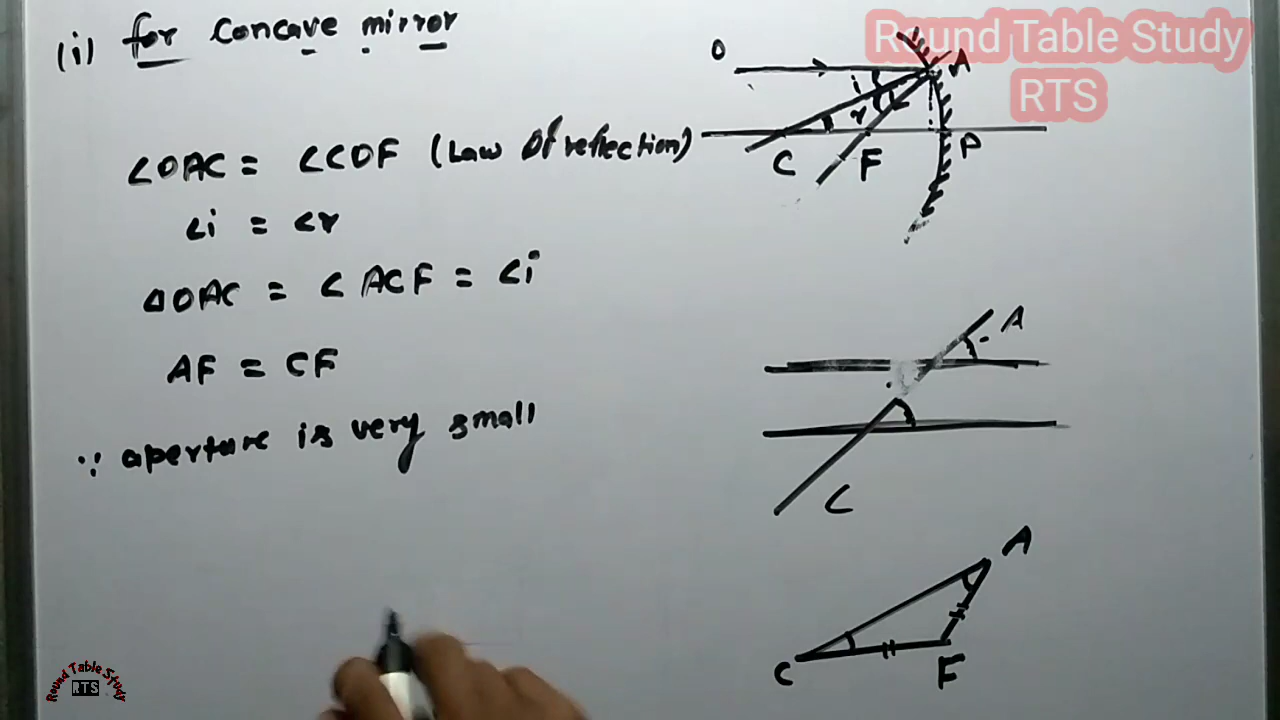 (i) for concave mirror
∠OAC = ∠COF (Law Of reflection)
∠i = ∠r
△OAC = ∠ACF = ∠i
AF = CF
∵ aperture is very small
Round Table Study
RTS
O
A
i
r
C
F
P
A
C
A
C
F
Round Table Study
RTS